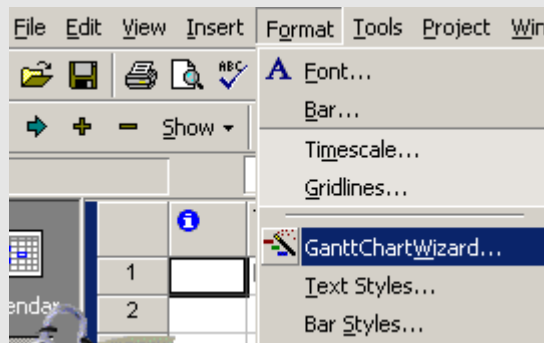 File Edit View Insert Format Tools Project
ABC
Font...
Show
Bar...
Timescale...
Gridlines...
GanttChartWizard...
1
Text Styles...
2
Bar Styles...